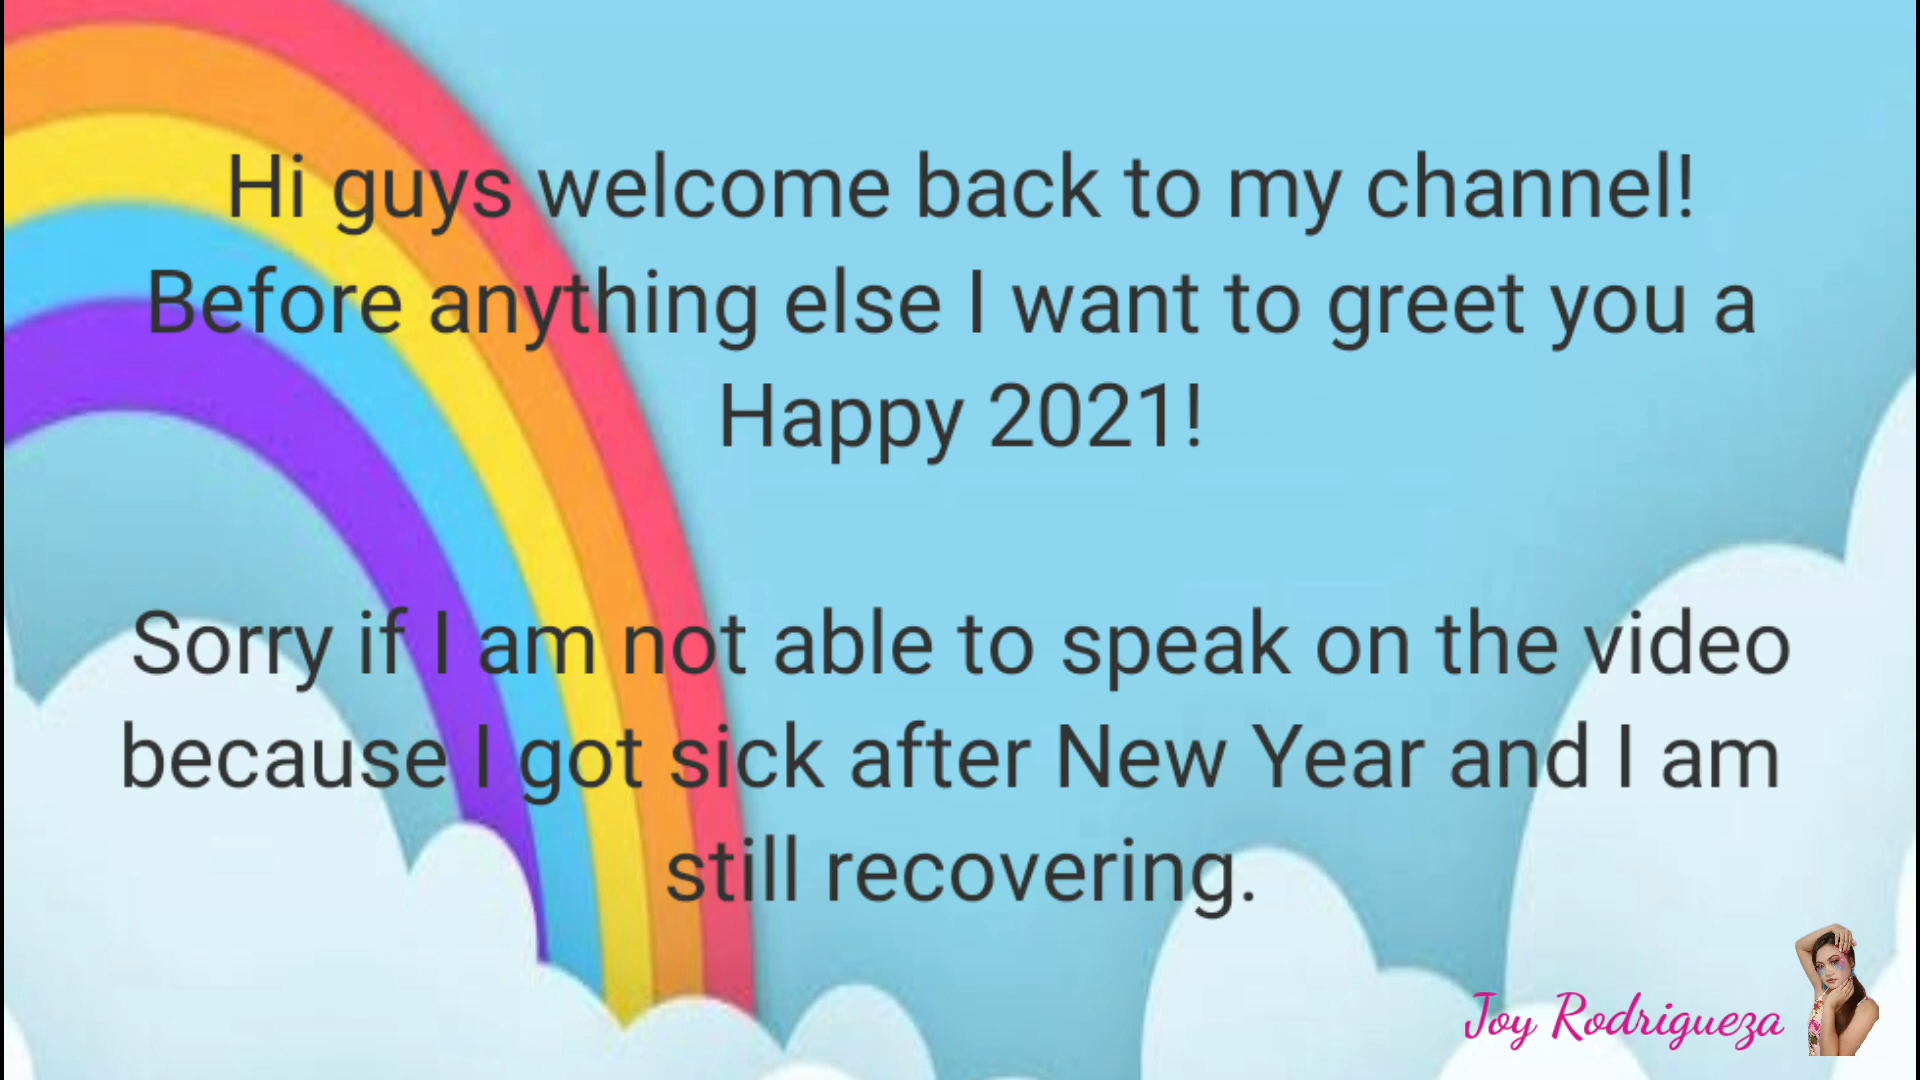 Hi guys welcome back to my channel!
Before anything else I want to greet you a
Happy 2021!
Sorry if I am not able to speak on the video
because I got sick after New Year and I am
still recovering.
Joy Rodrigueza